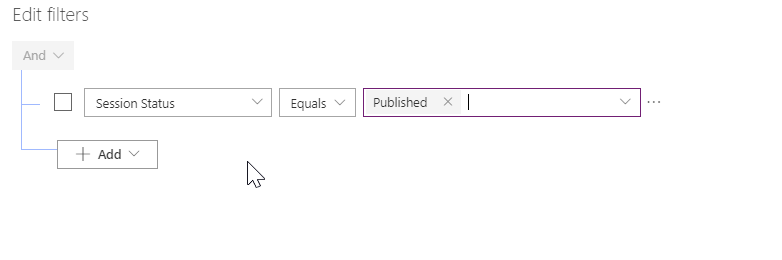 Edit filters
And
Session Status Equals Published
Add